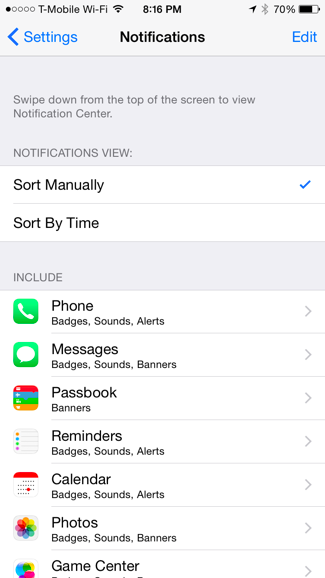 T-Mobile Wi-Fi 8:16 PM 70%
Settings Notifications Edit
Swipe down from the top of the screen to view
Notification Center.
NOTIFICATIONS VIEW:
Sort Manually
Sort By Time
INCLUDE
Phone
Badges, Sounds, Alerts
Messages
Badges, Sounds, Banners
Passbook
Banners
Reminders
Badges, Sounds, Alerts
Calendar
Badges, Sounds, Alerts
Photos
Badges, Sounds, Banners
Game Center